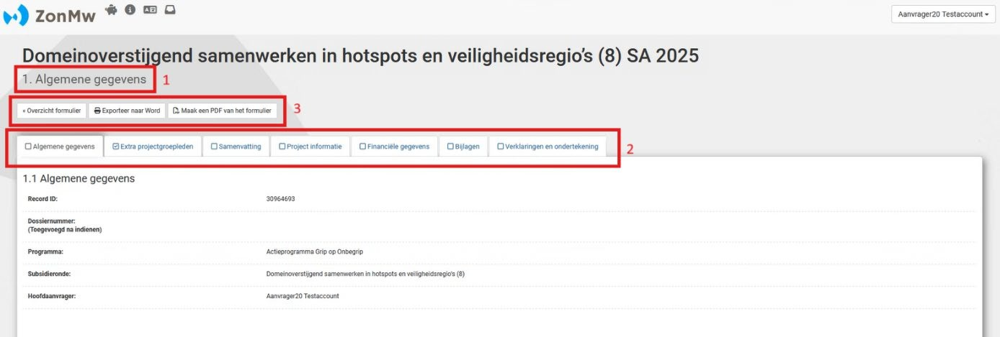 ZonMw
Aanvrager20 Testaccount
Domeinoverstijgend samenwerken in hotspots en veiligheidsregio’s (8) SA 2025
1. Algemene gegevens 1
« Overzicht formulier Exporteer naar Word Maak een PDF van het formulier 3
Algemene gegevens Extra projectgroepleden Samenvatting Project informatie Financiële gegevens Bijlagen Verklaringen en ondertekening 2
1.1 Algemene gegevens
Record ID: 30964693
Dossiernummer:
(Toegevoegd na indienen)
Programma: Actieprogramma Grip op Onbegrip
Subsidieronde: Domeinoverstijgend samenwerken in hotspots en veiligheidsregio's (8)
Hoofdaanvrager: Aanvrager20 Testaccount